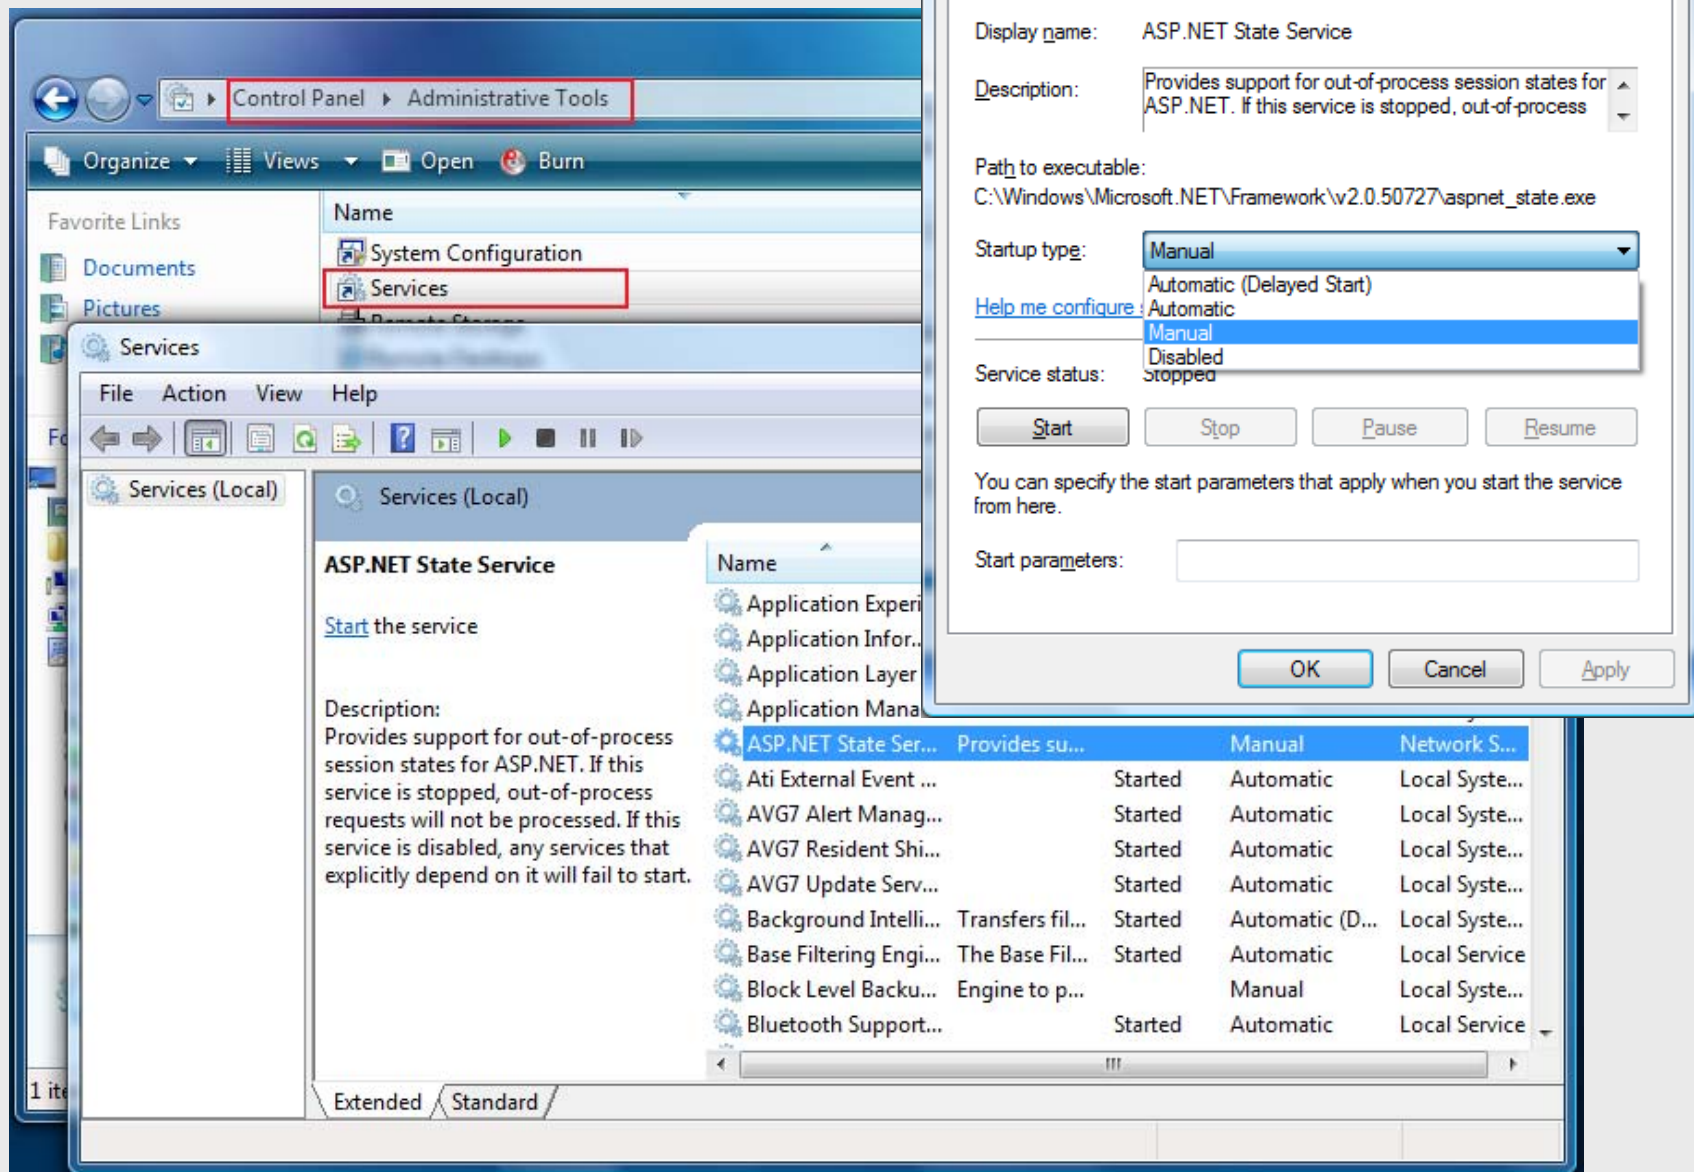 Control Panel ▸ Administrative Tools
Organize Views Open Burn
Favorite Links
Documents
Pictures
Name
System Configuration
Services
Remote Storage
1 ite
Services
File Action View Help
Services (Local)
Services (Local)
ASP.NET State Service
Start the service
Description:
Provides support for out-of-process
session states for ASP.NET. If this
service is stopped, out-of-process
requests will not be processed. If this
service is disabled, any services that
explicitly depend on it will fail to start.
Name
Application Experi
Application Infor...
Application Layer
Application Mana
ASP.NET State Ser... Provides su... Manual Network S...
Ati External Event ... Started Automatic Local Syste...
AVG7 Alert Manag... Started Automatic Local Syste...
AVG7 Resident Shi... Started Automatic Local Syste...
AVG7 Update Serv... Started Automatic Local Syste...
Background Intelli... Transfers fil... Started Automatic (D... Local Syste...
Base Filtering Engi... The Base Fil... Started Automatic Local Service
Block Level Backu... Engine to p... Manual Local Syste...
Bluetooth Support... Started Automatic Local Service
Extended Standard
Display name: ASP.NET State Service
Description: Provides support for out-of-process session states for
ASP.NET. If this service is stopped, out-of-process
Path to executable:
C:\Windows\Microsoft.NET\Framework\v2.0.50727\aspnet_state.exe
Startup type: Manual
Automatic (Delayed Start)
Help me configure s Automatic
Manual
Disabled
Service status: Stopped
Start Stop Pause Resume
You can specify the start parameters that apply when you start the service
from here.
Start parameters:
OK Cancel Apply